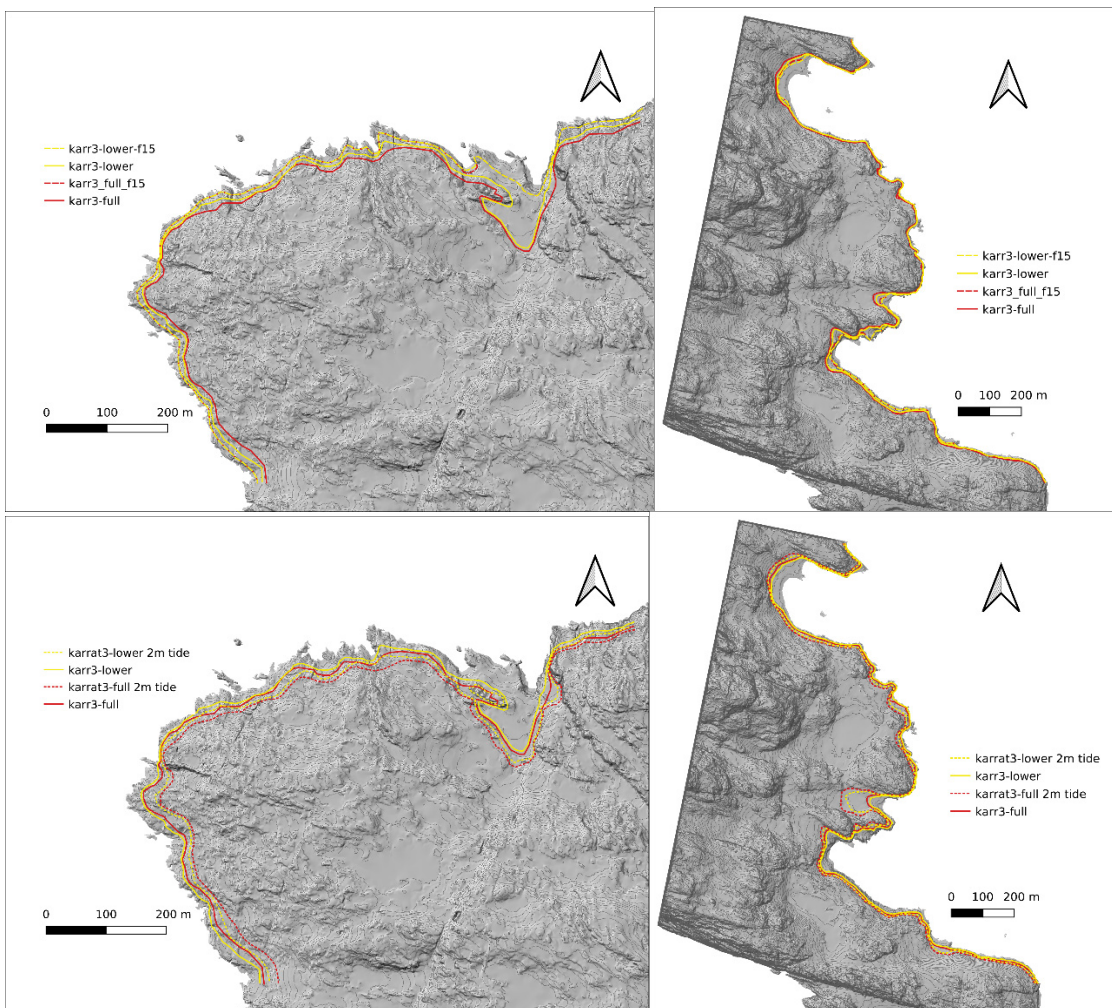 karr3-lower-f15
karr3-lower
karr3_full_f15
karr3-full
0 100 200 m
karr3-lower-f15
karr3-lower
karr3_full_f15
karr3-full
0 100 200 m
karrat3-lower 2m tide
karr3-lower
karrat3-full 2m tide
karr3-full
0 100 200 m
karrat3-lower 2m tide
karr3-lower
karrat3-full 2m tide
karr3-full
0 100 200 m